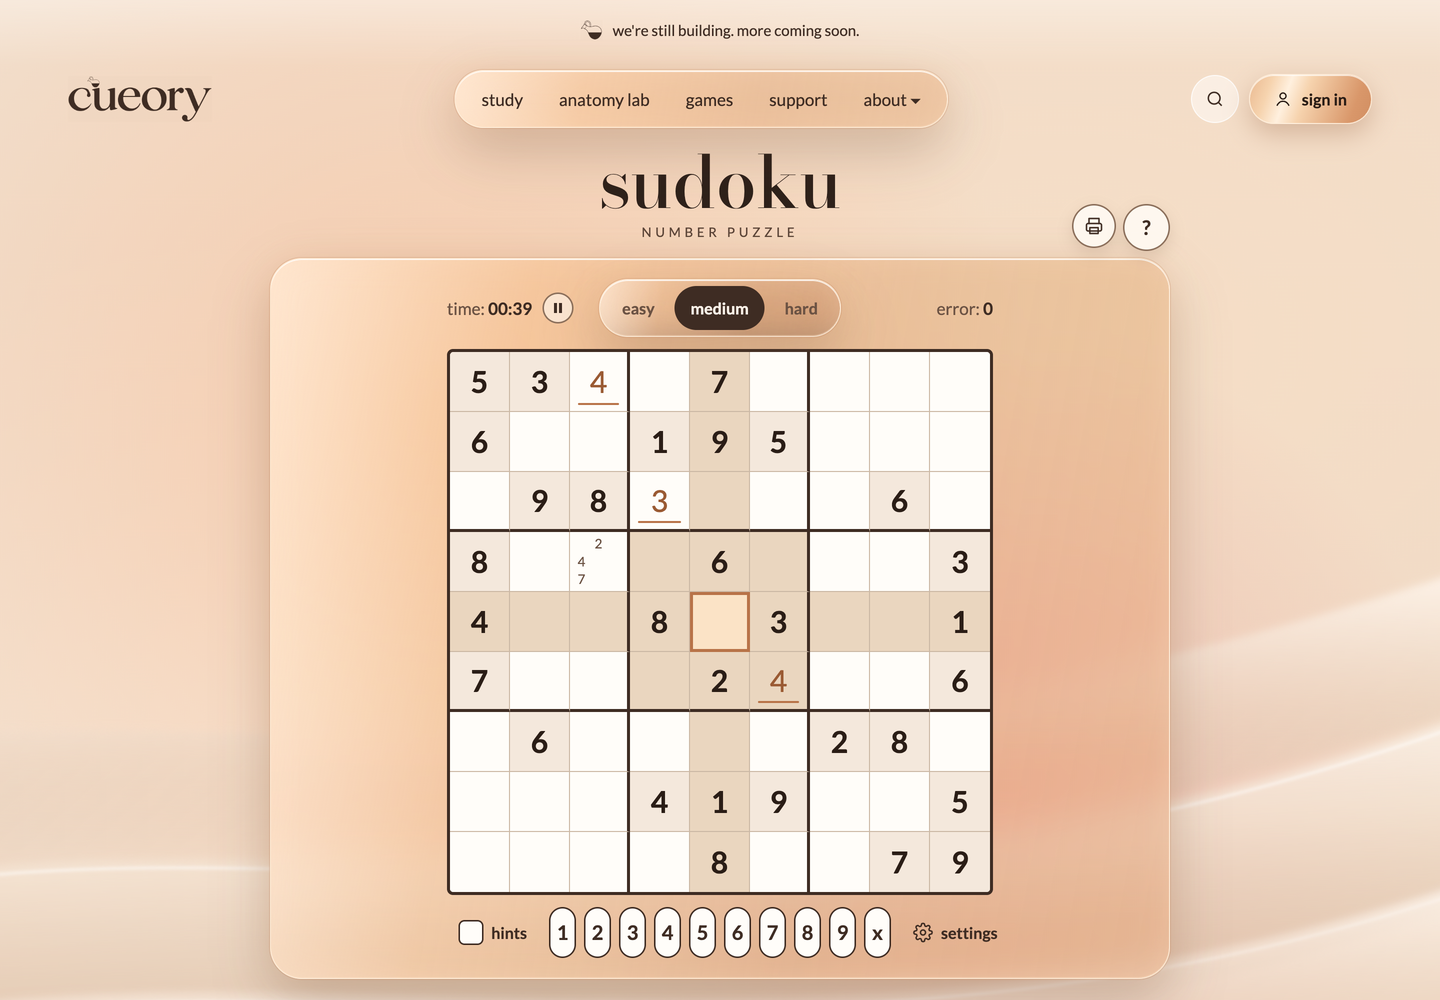 we're still building. more coming soon.
cueory
study anatomy lab games support about
sign in
sudoku
NUMBER PUZZLE
?
time: 00:39 easy medium hard error: 0
5 3 4 7
6 1 9 5
9 8 3 6
8 2 4 7 6 3
4 8 3 1
7 2 4 6
6 2 8
4 1 9 5
8 7 9
hints 1 2 3 4 5 6 7 8 9 x settings